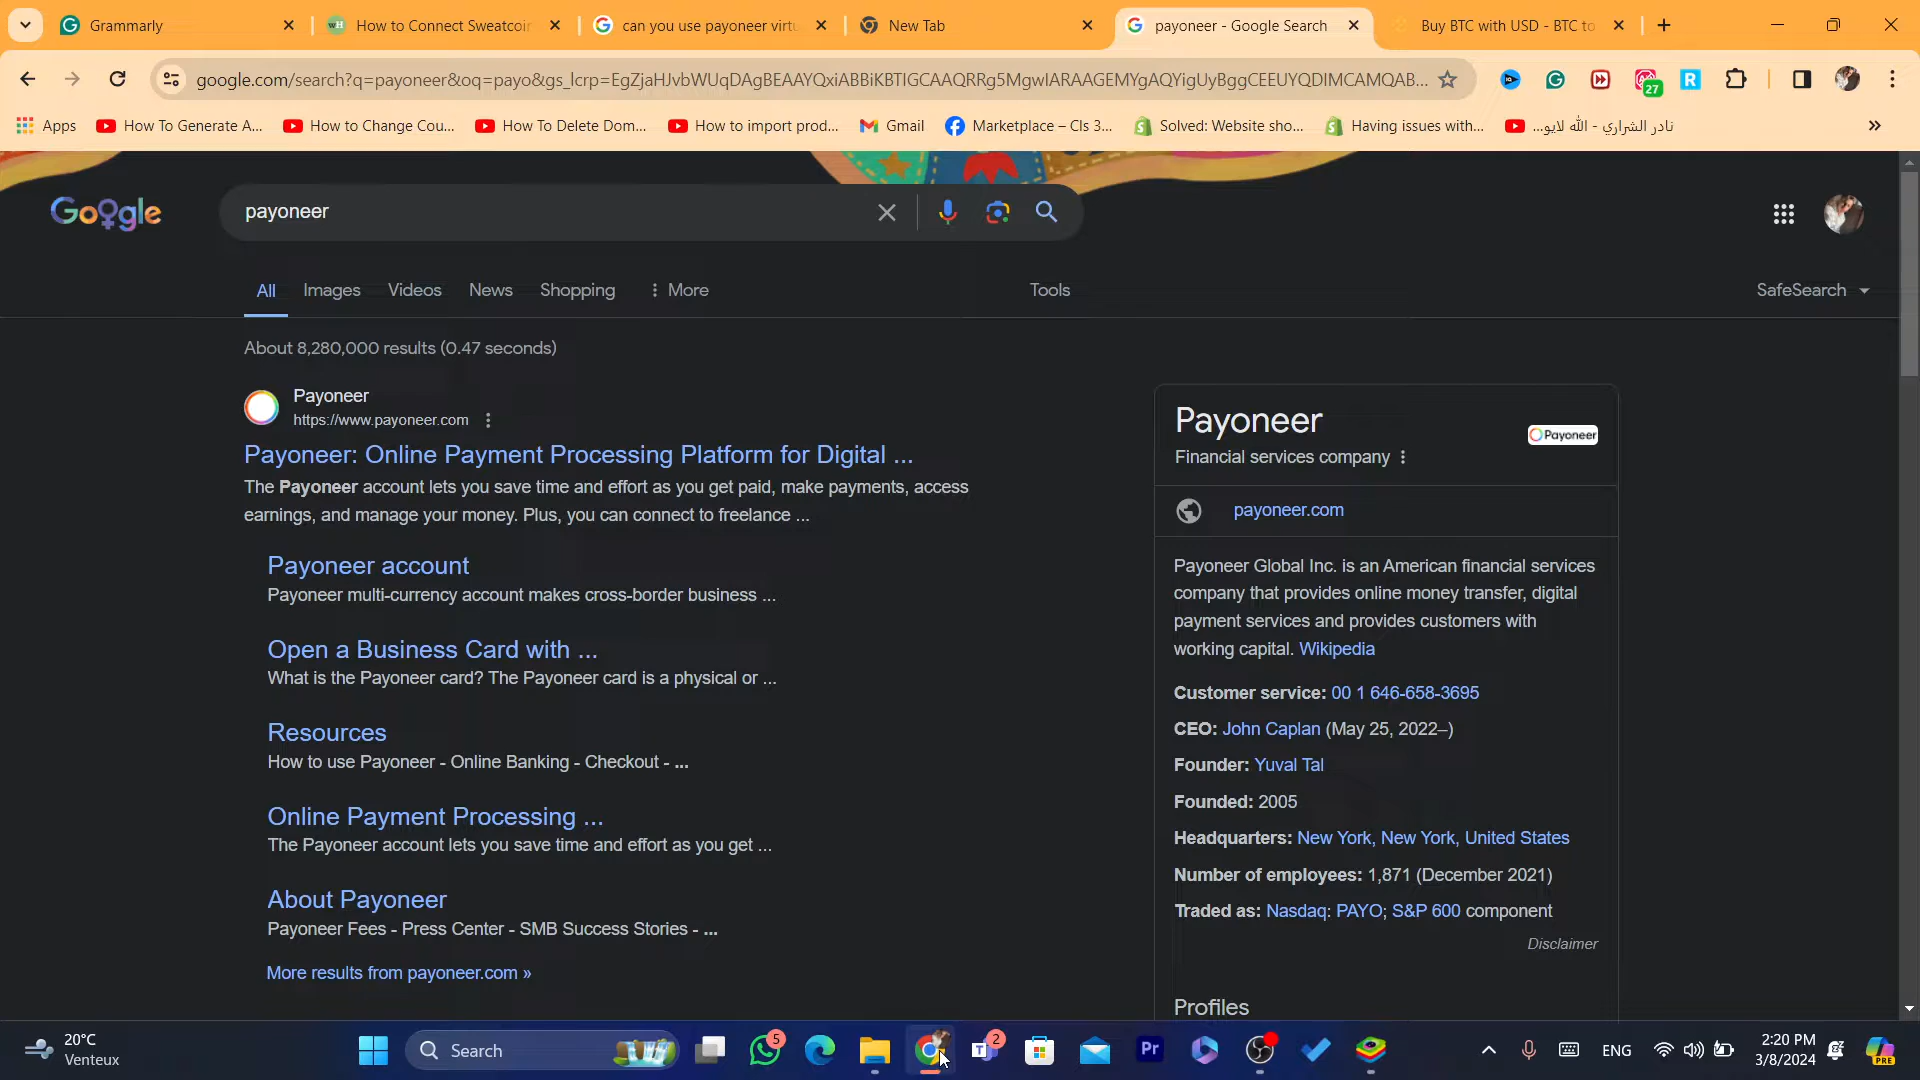 Grammarly
How to Connect Sweatcoin
can you use payoneer virtu
New Tab
payoneer - Google Search
Buy BTC with USD - BTC to
google.com/search?q=payoneer&oq=payo&gs_lcrp=EgZjaHJvbWUqDAgBEAAYQxiABBiKBTIGCAAQRRg5MgwIARAAGEMYgAQYigUyBggCEEUYQDIMCAMQAB...
27
Apps
How To Generate A...
How to Change Cou...
How To Delete Dom...
How to import prod...
Gmail
Marketplace – Cls 3...
Solved: Website sho...
Having issues with...
نادر الشراري - الله لايو...
Google
payoneer
All
Images
Videos
News
Shopping
More
Tools
SafeSearch
About 8,280,000 results (0.47 seconds)
Payoneer
https://www.payoneer.com
Payoneer: Online Payment Processing Platform for Digital ...
The Payoneer account lets you save time and effort as you get paid, make payments, access
earnings, and manage your money. Plus, you can connect to freelance ...
Payoneer account
Payoneer multi-currency account makes cross-border business ...
Open a Business Card with ...
What is the Payoneer card? The Payoneer card is a physical or ...
Resources
How to use Payoneer - Online Banking - Checkout - ...
Online Payment Processing ...
The Payoneer account lets you save time and effort as you get ...
About Payoneer
Payoneer Fees - Press Center - SMB Success Stories - ...
More results from payoneer.com »
Payoneer
Payoneer
Financial services company
payoneer.com
Payoneer Global Inc. is an American financial services
company that provides online money transfer, digital
payment services and provides customers with
working capital. Wikipedia
Customer service: 00 1 646-658-3695
CEO: John Caplan (May 25, 2022–)
Founder: Yuval Tal
Founded: 2005
Headquarters: New York, New York, United States
Number of employees: 1,871 (December 2021)
Traded as: Nasdaq: PAYO; S&P 600 component
Disclaimer
Profiles
20°C
Venteux
Search
5
2
Pr
ENG
2:20 PM
3/8/2024
PRE